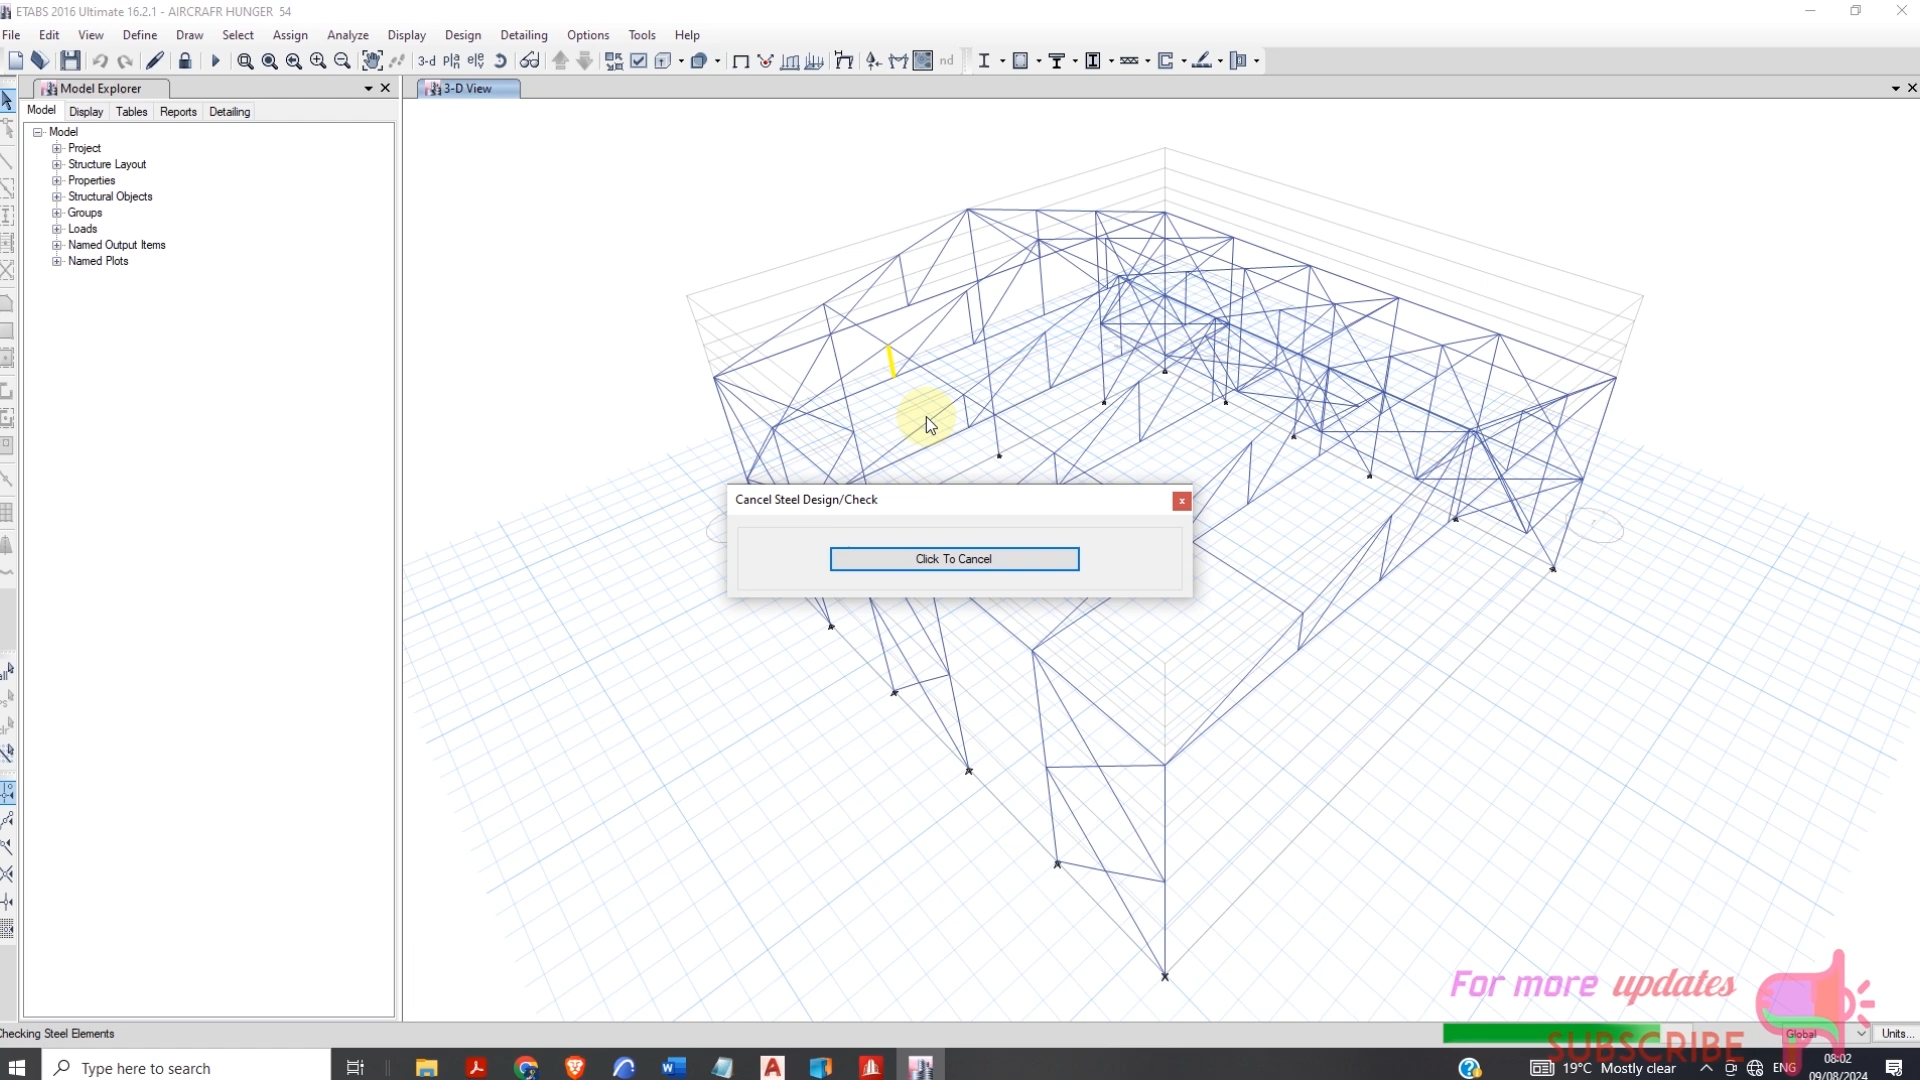 ETABS 2016 Ultimate 16.2.1 - AIRCRAFR HUNGER 54
File Edit View Define Draw Select Assign Analyze Display Design Detailing Options Tools Help
3-d nd
Model Explorer
3-D View
Model Display Tables Reports Detailing
Model
Project
Structure Layout
Properties
Structural Objects
Groups
Loads
Named Output Items
Named Plots
Cancel Steel Design/Check
Click To Cancel
For more updates
SUBSCRIBE
Checking Steel Elements
Global
Units...
Type here to search
19°C Mostly clear
ENG
08:02
09/08/2024